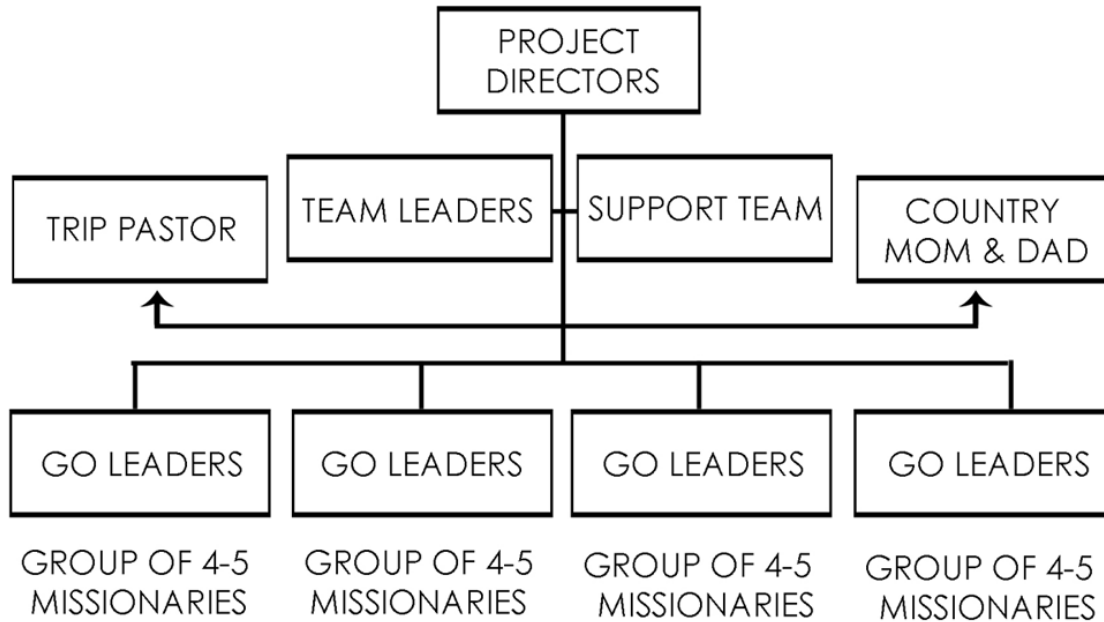 PROJECT
DIRECTORS
TEAM LEADERS
SUPPORT TEAM
TRIP PASTOR
COUNTRY
MOM & DAD
GO LEADERS
GO LEADERS
GO LEADERS
GO LEADERS
GROUP OF 4-5
MISSIONARIES
GROUP OF 4-5
MISSIONARIES
GROUP OF 4-5
MISSIONARIES
GROUP OF 4-5
MISSIONARIES